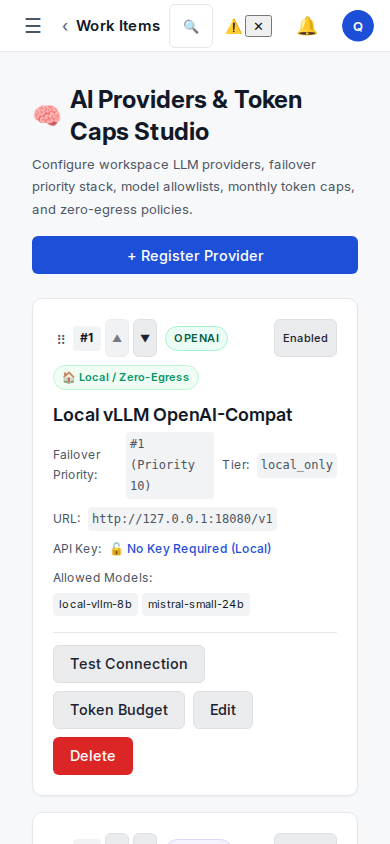 Work Items
Q
AI Providers & Token
Caps Studio
Configure workspace LLM providers, failover
priority stack, model allowlists, monthly token caps,
and zero-egress policies.
+ Register Provider
#1
OPENAI
Enabled
Local / Zero-Egress
Local vLLM OpenAI-Compat
Failover Priority:
#1 (Priority 10)
Tier: local_only
URL: http://127.0.0.1:18080/v1
API Key: No Key Required (Local)
Allowed Models:
local-vllm-8b mistral-small-24b
Test Connection
Token Budget Edit
Delete